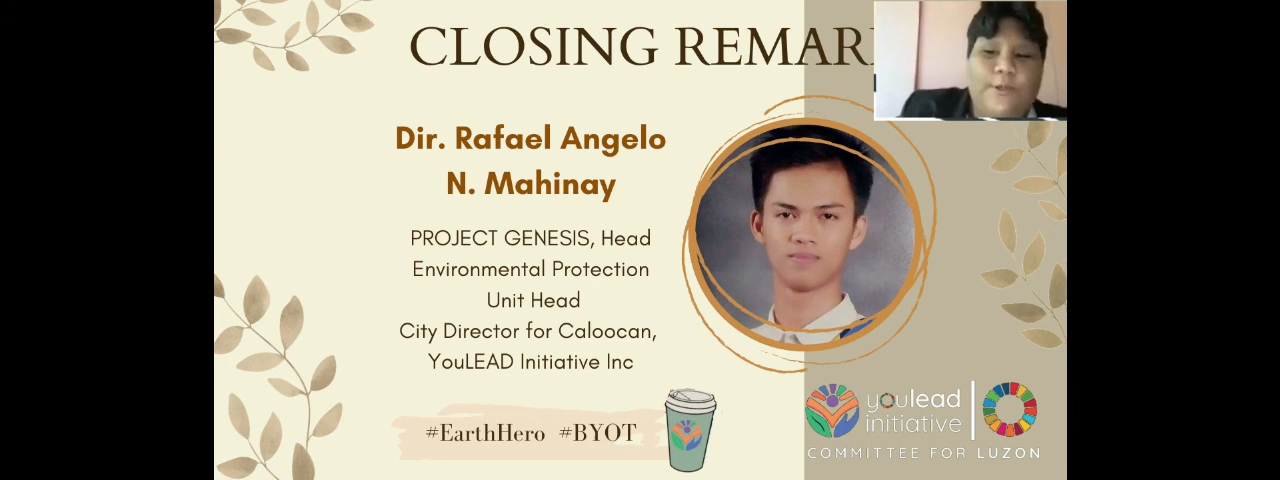 CLOSING REMAR
Dir. Rafael Angelo
N. Mahinay
PROJECT GENESIS, Head
Environmental Protection
Unit Head
City Director for Caloocan,
YouLEAD Initiative Inc
#EarthHero #BYOT
youlead
initiative
COMMITTEE FOR LUZON